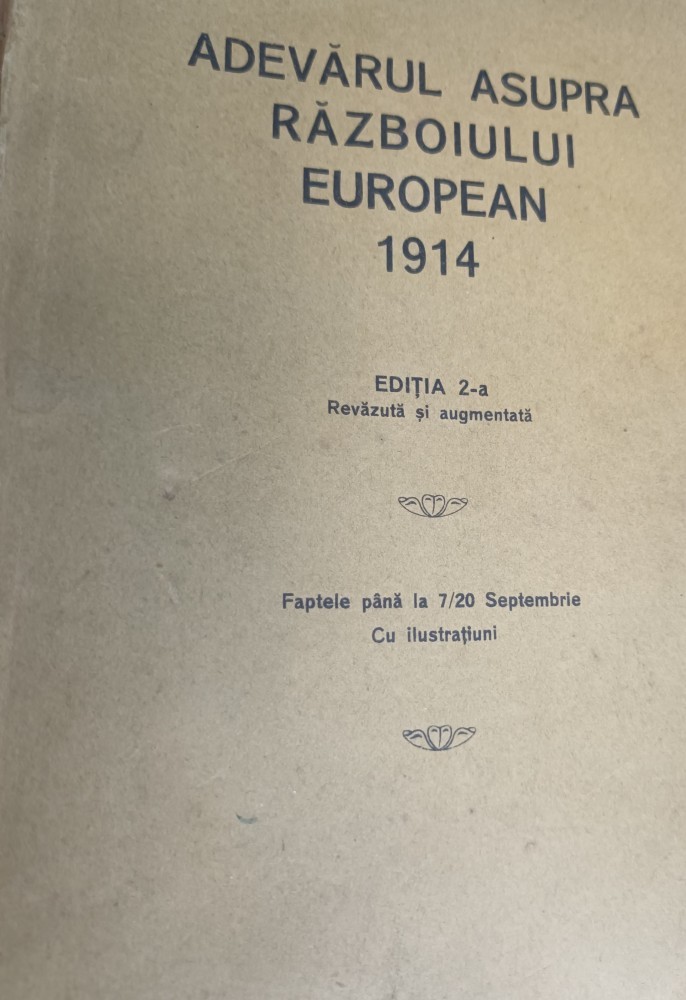 ADEVĂRUL ASUPRA
RĂZBOIULUI
EUROPEAN
1914
EDIȚIA 2-a
Revăzută și augmentată
Faptele până la 7/20 Septembrie
Cu ilustrațiuni